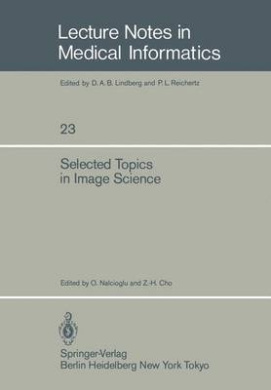 Lecture Notes in
Medical Informatics
Edited by D. A. B. Lindberg and P. L. Reichertz
23
Selected Topics
in Image Science
Edited by O. Nalcioglu and Z.-H. Cho
Springer-Verlag
Berlin Heidelberg New York Tokyo